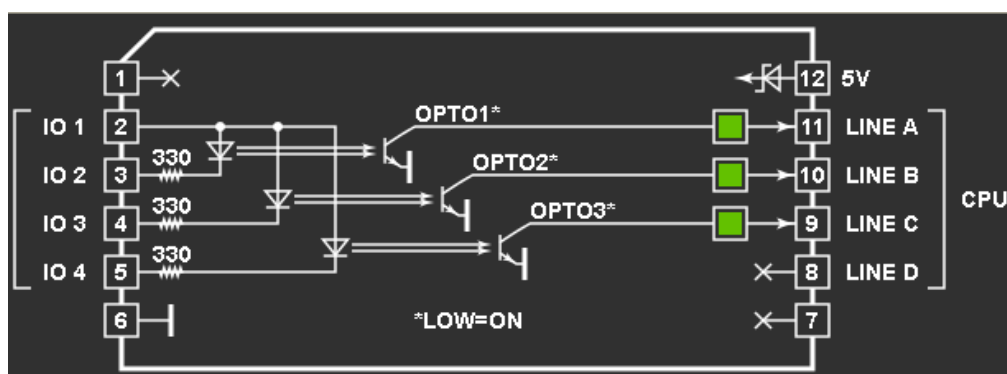 1 12 5V
OPTO1*
IO 1 2 11 LINE A
330 OPTO2*
IO 2 3 10 LINE B
330 OPTO3*
IO 3 4 9 LINE C
CPU
330
IO 4 5 8 LINE D
6 *LOW=ON 7